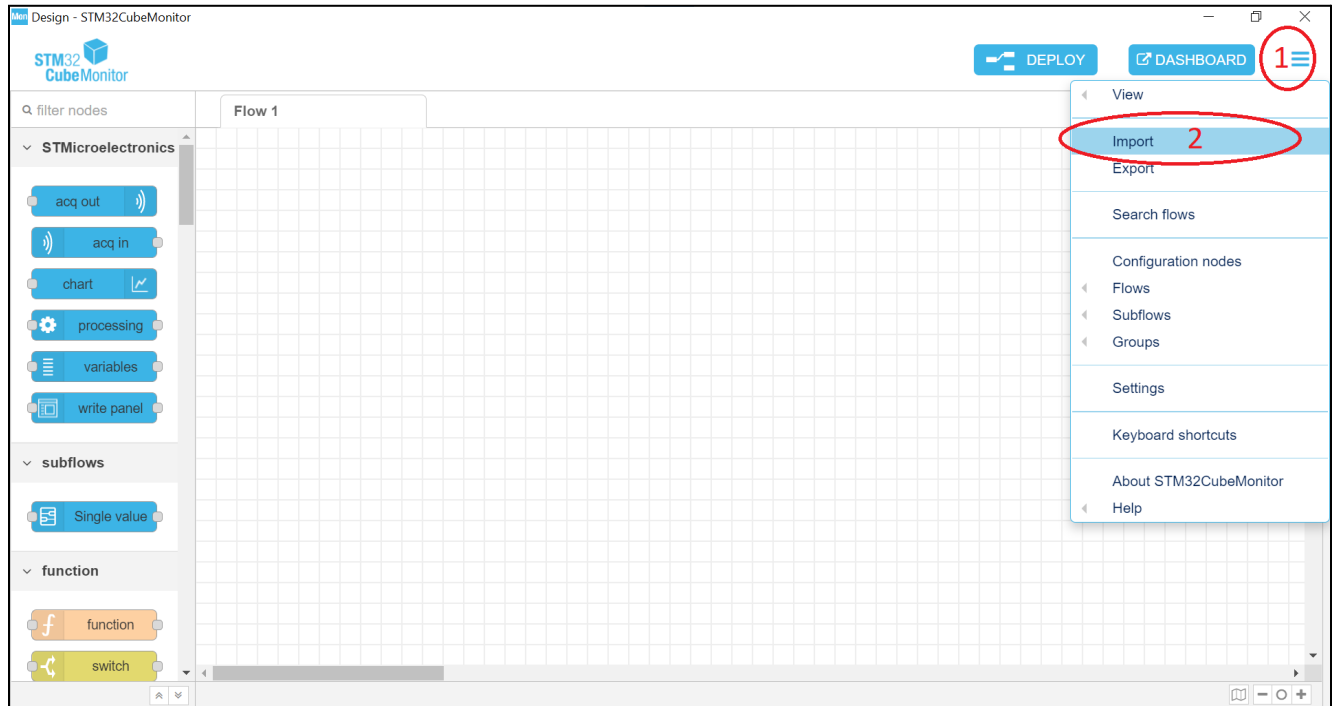 Mon Design - STM32CubeMonitor
STM32
CubeMonitor
DEPLOY
DASHBOARD
1
filter nodes
Flow 1
STMicroelectronics
acq out
acq in
chart
processing
variables
write panel
subflows
Single value
function
function
switch
View
Import 2
Export
Search flows
Configuration nodes
Flows
Subflows
Groups
Settings
Keyboard shortcuts
About STM32CubeMonitor
Help